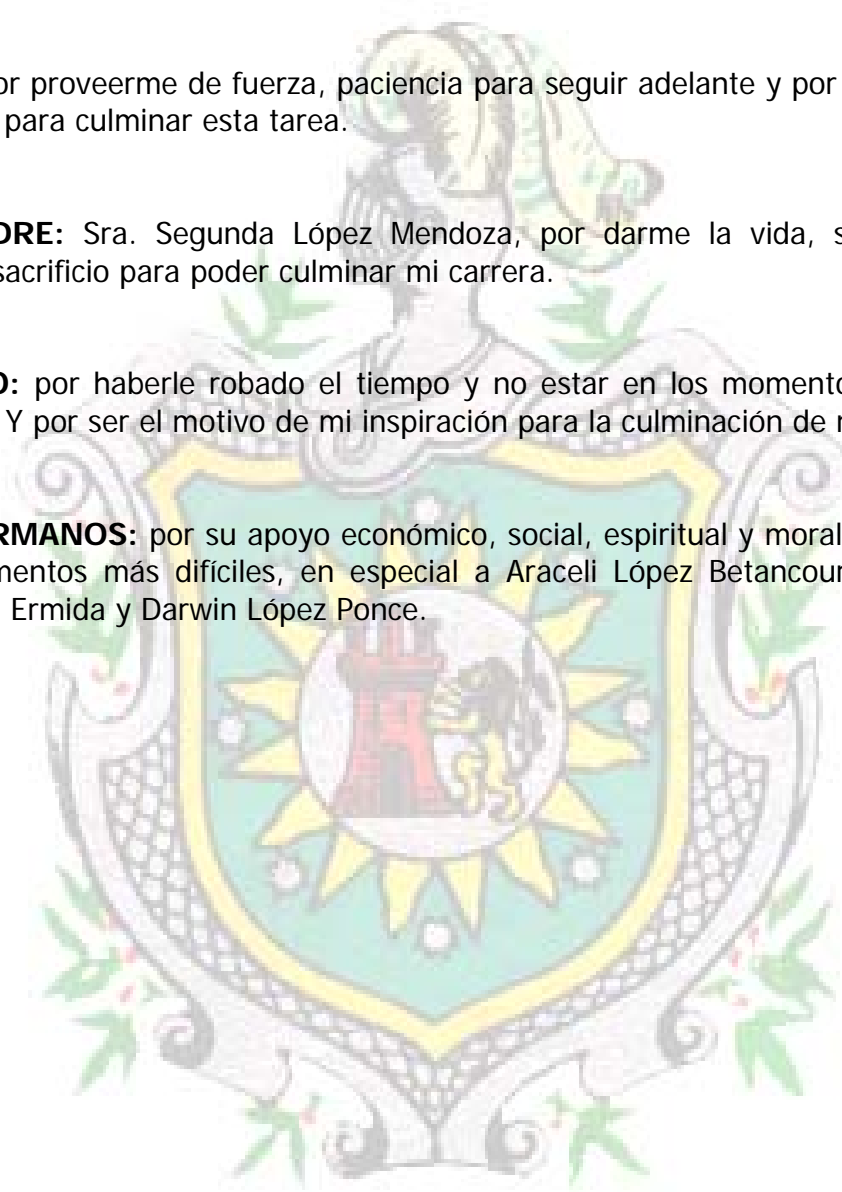 or proveerme de fuerza, paciencia para seguir adelante y por
para culminar esta tarea.
DRE: Sra. Segunda López Mendoza, por darme la vida, s
sacrificio para poder culminar mi carrera.
O: por haberle robado el tiempo y no estar en los momento
Y por ser el motivo de mi inspiración para la culminación de
RMANOS: por su apoyo económico, social, espiritual y moral
mentos más difíciles, en especial a Araceli López Betancour
Ermida y Darwin López Ponce.